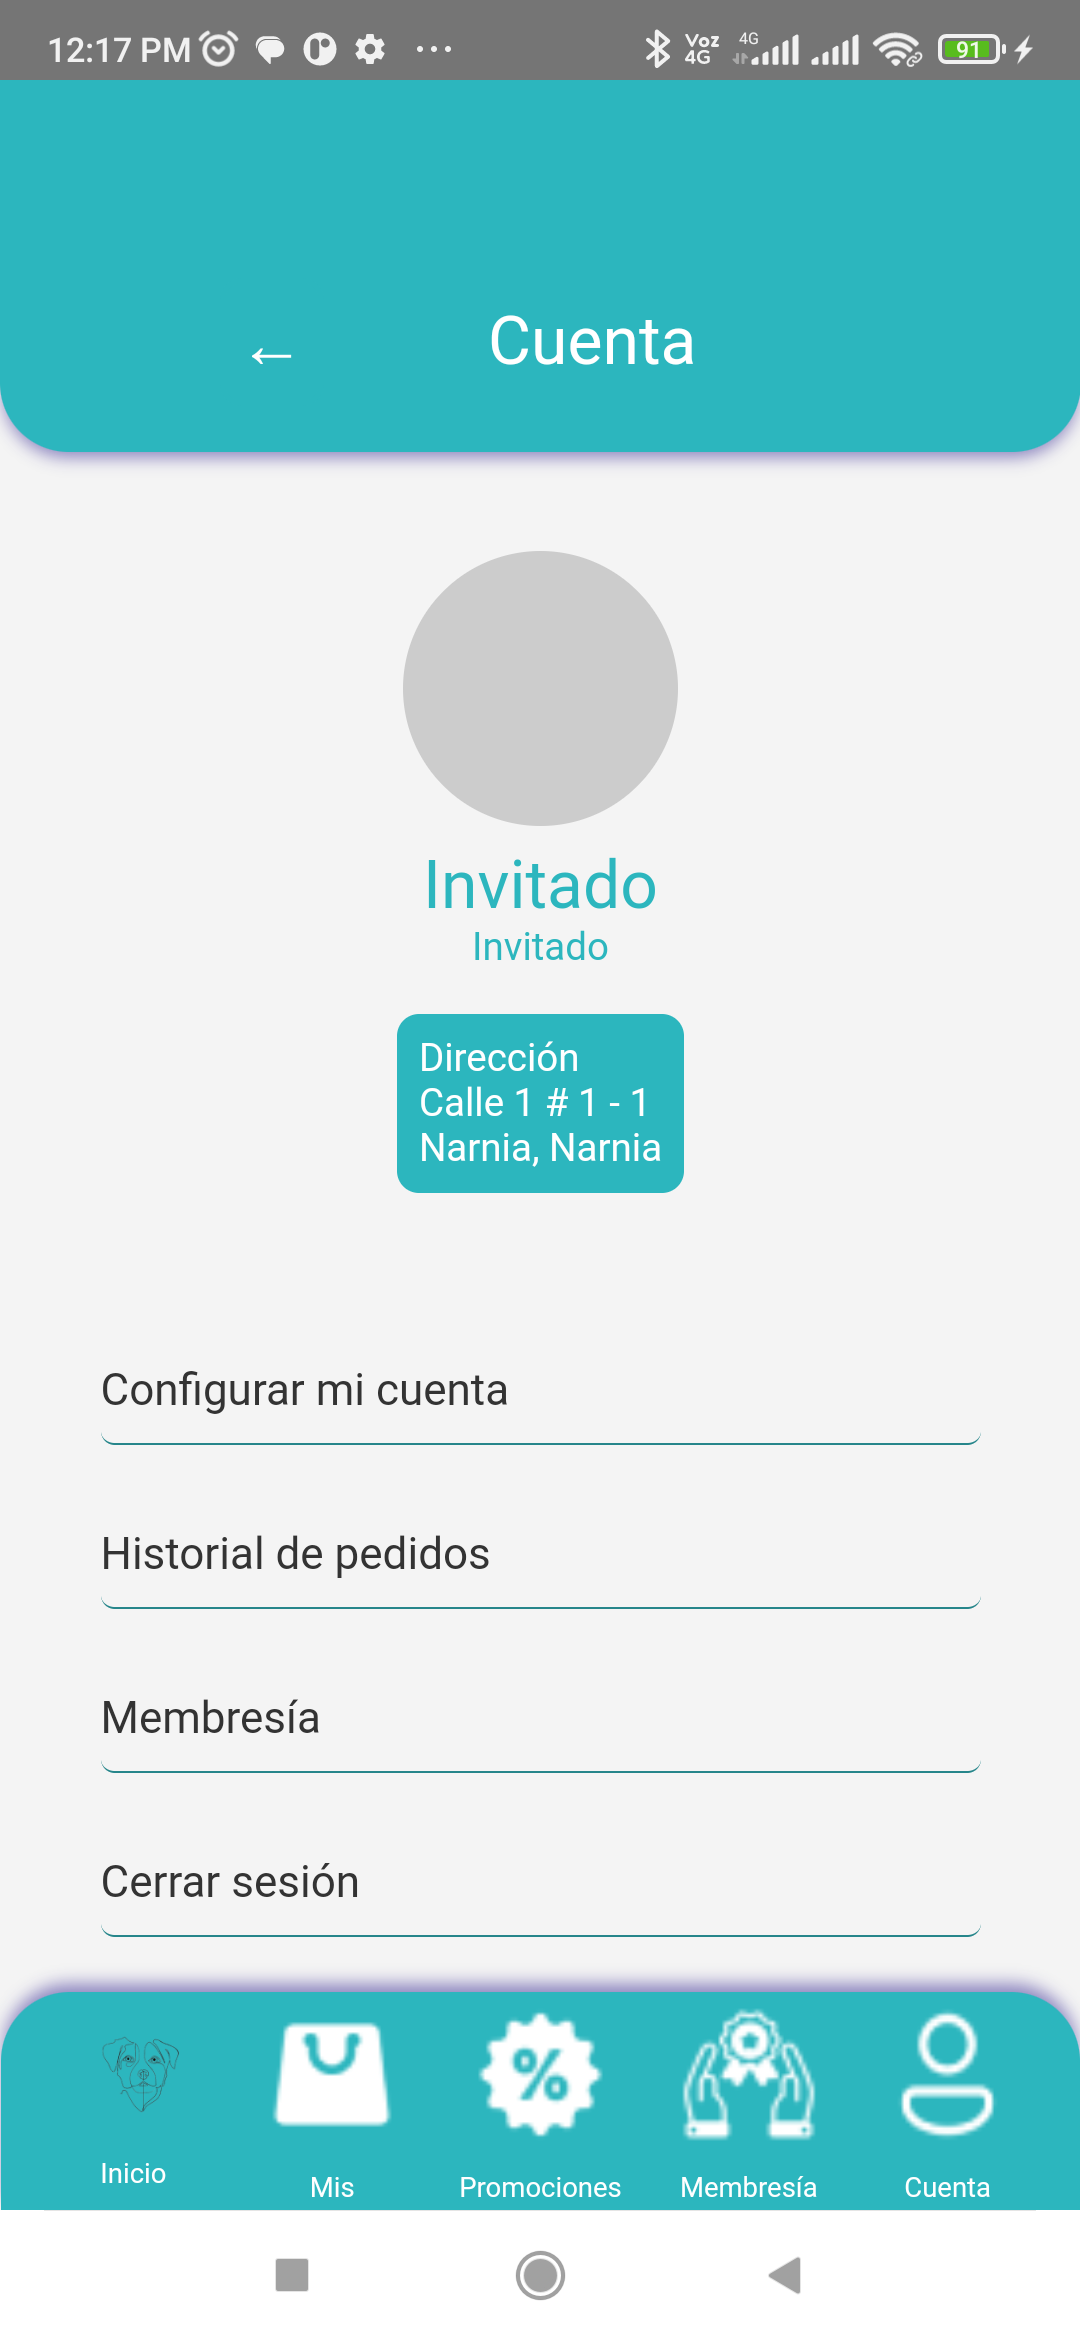 12:17 PM
Voz 4G
4G
91
←
Cuenta
Invitado
Invitado
Dirección
Calle 1 # 1 - 1
Narnia, Narnia
Configurar mi cuenta
Historial de pedidos
Membresía
Cerrar sesión
%
Inicio
Mis
Promociones
Membresía
Cuenta